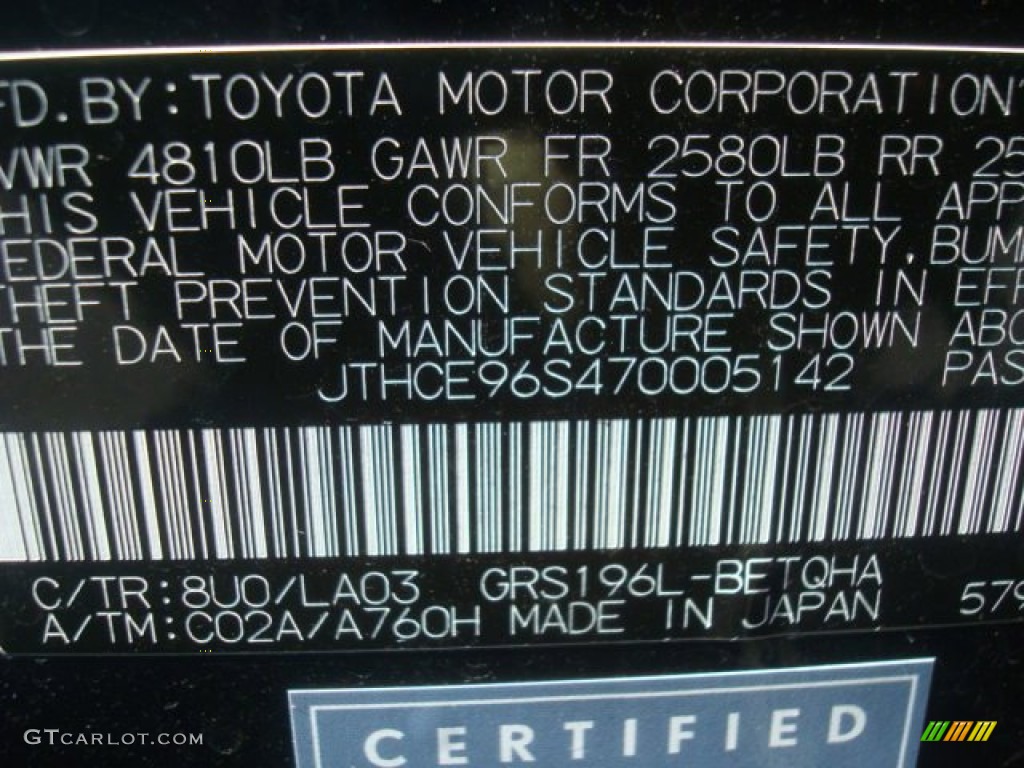 FD. BY: TOYOTA MOTOR CORPORATION
VWR 4810LB GAWR FR 2580LB RR 25
HIS VEHICLE CONFORMS TO ALL APP
EDERAL MOTOR VEHICLE SAFETY, BUM
THEFT PREVENTION STANDARDS IN EFF
THE DATE OF MANUFACTURE SHOWN ABO
JTHCE96S470005142 PAS
C/TR: 8U0/LA03 GRS196L-BETQHA
A/TM: C02A/A760H MADE IN JAPAN 579
CERTIFIED
GTCARLOT.COM